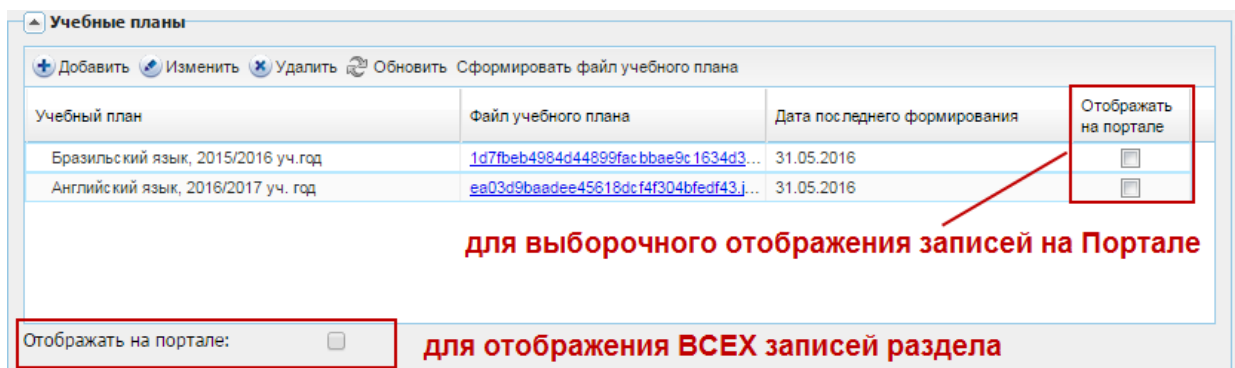 Учебные планы
Добавить Изменить Удалить Обновить Сформировать файл учебного плана
Учебный план Файл учебного плана Дата последнего формирования Отображать на портале
Бразильский язык, 2015/2016 уч.год 1d7fbeb4984d44899facbbae9c1634d3... 31.05.2016
Английский язык, 2016/2017 уч. год ea03d9baadee45618dcf4f304bfedf43.j... 31.05.2016
для выборочного отображения записей на Портале
Отображать на портале: для отображения ВСЕХ записей раздела